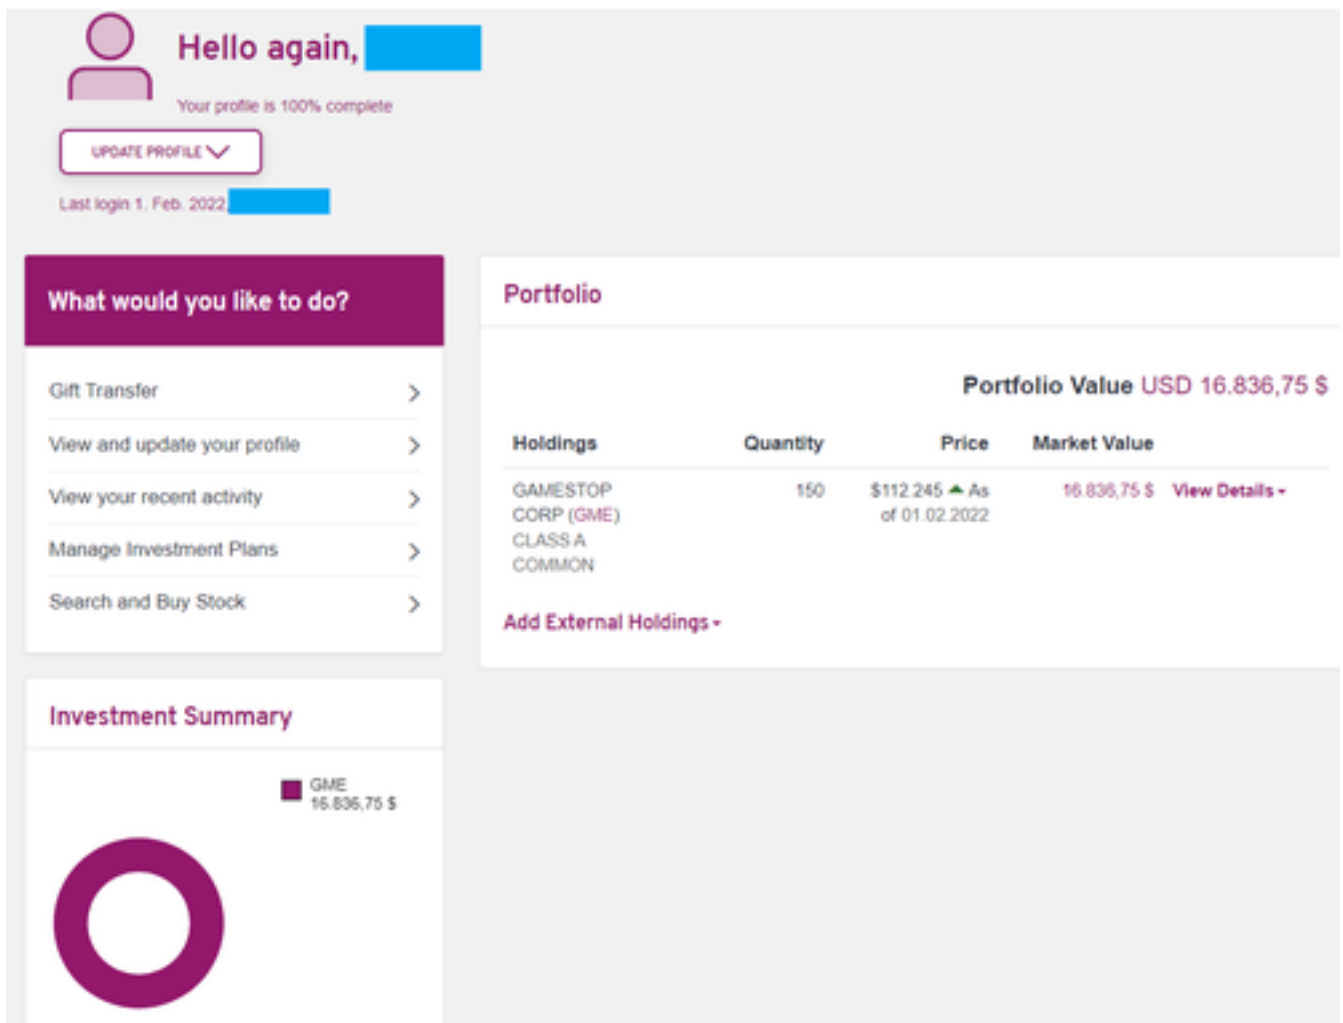 Hello again,
Your profile is 100% complete
UPDATE PROFILE
Last login 1. Feb. 2022,
What would you like to do?
Gift Transfer
View and update your profile
View your recent activity
Manage Investment Plans
Search and Buy Stock
Portfolio
Portfolio Value USD 16.836,75 $
Holdings Quantity Price Market Value
GAMESTOP 150 $112.245 ▲ As 16.836,75 $ View Details
CORP (GME) of 01.02.2022
CLASS A
COMMON
Add External Holdings
Investment Summary
GME
16.836,75 $